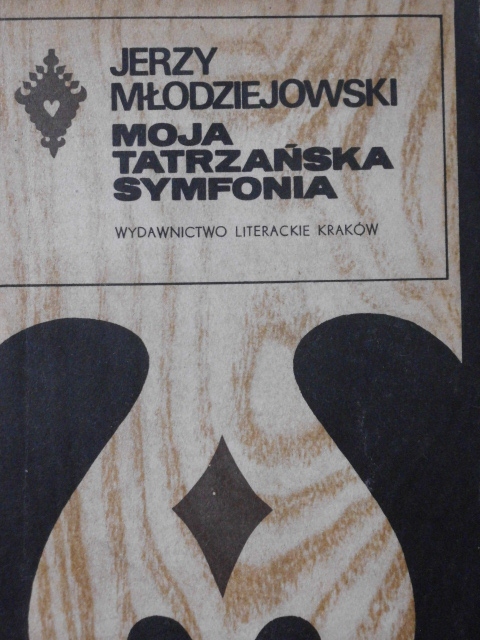 JERZY
MŁODZIEJOWSKI
MOJA
TATRZAŃSKA
SYMFONIA
WYDAWNICTWO LITERACKIE KRAKÓW